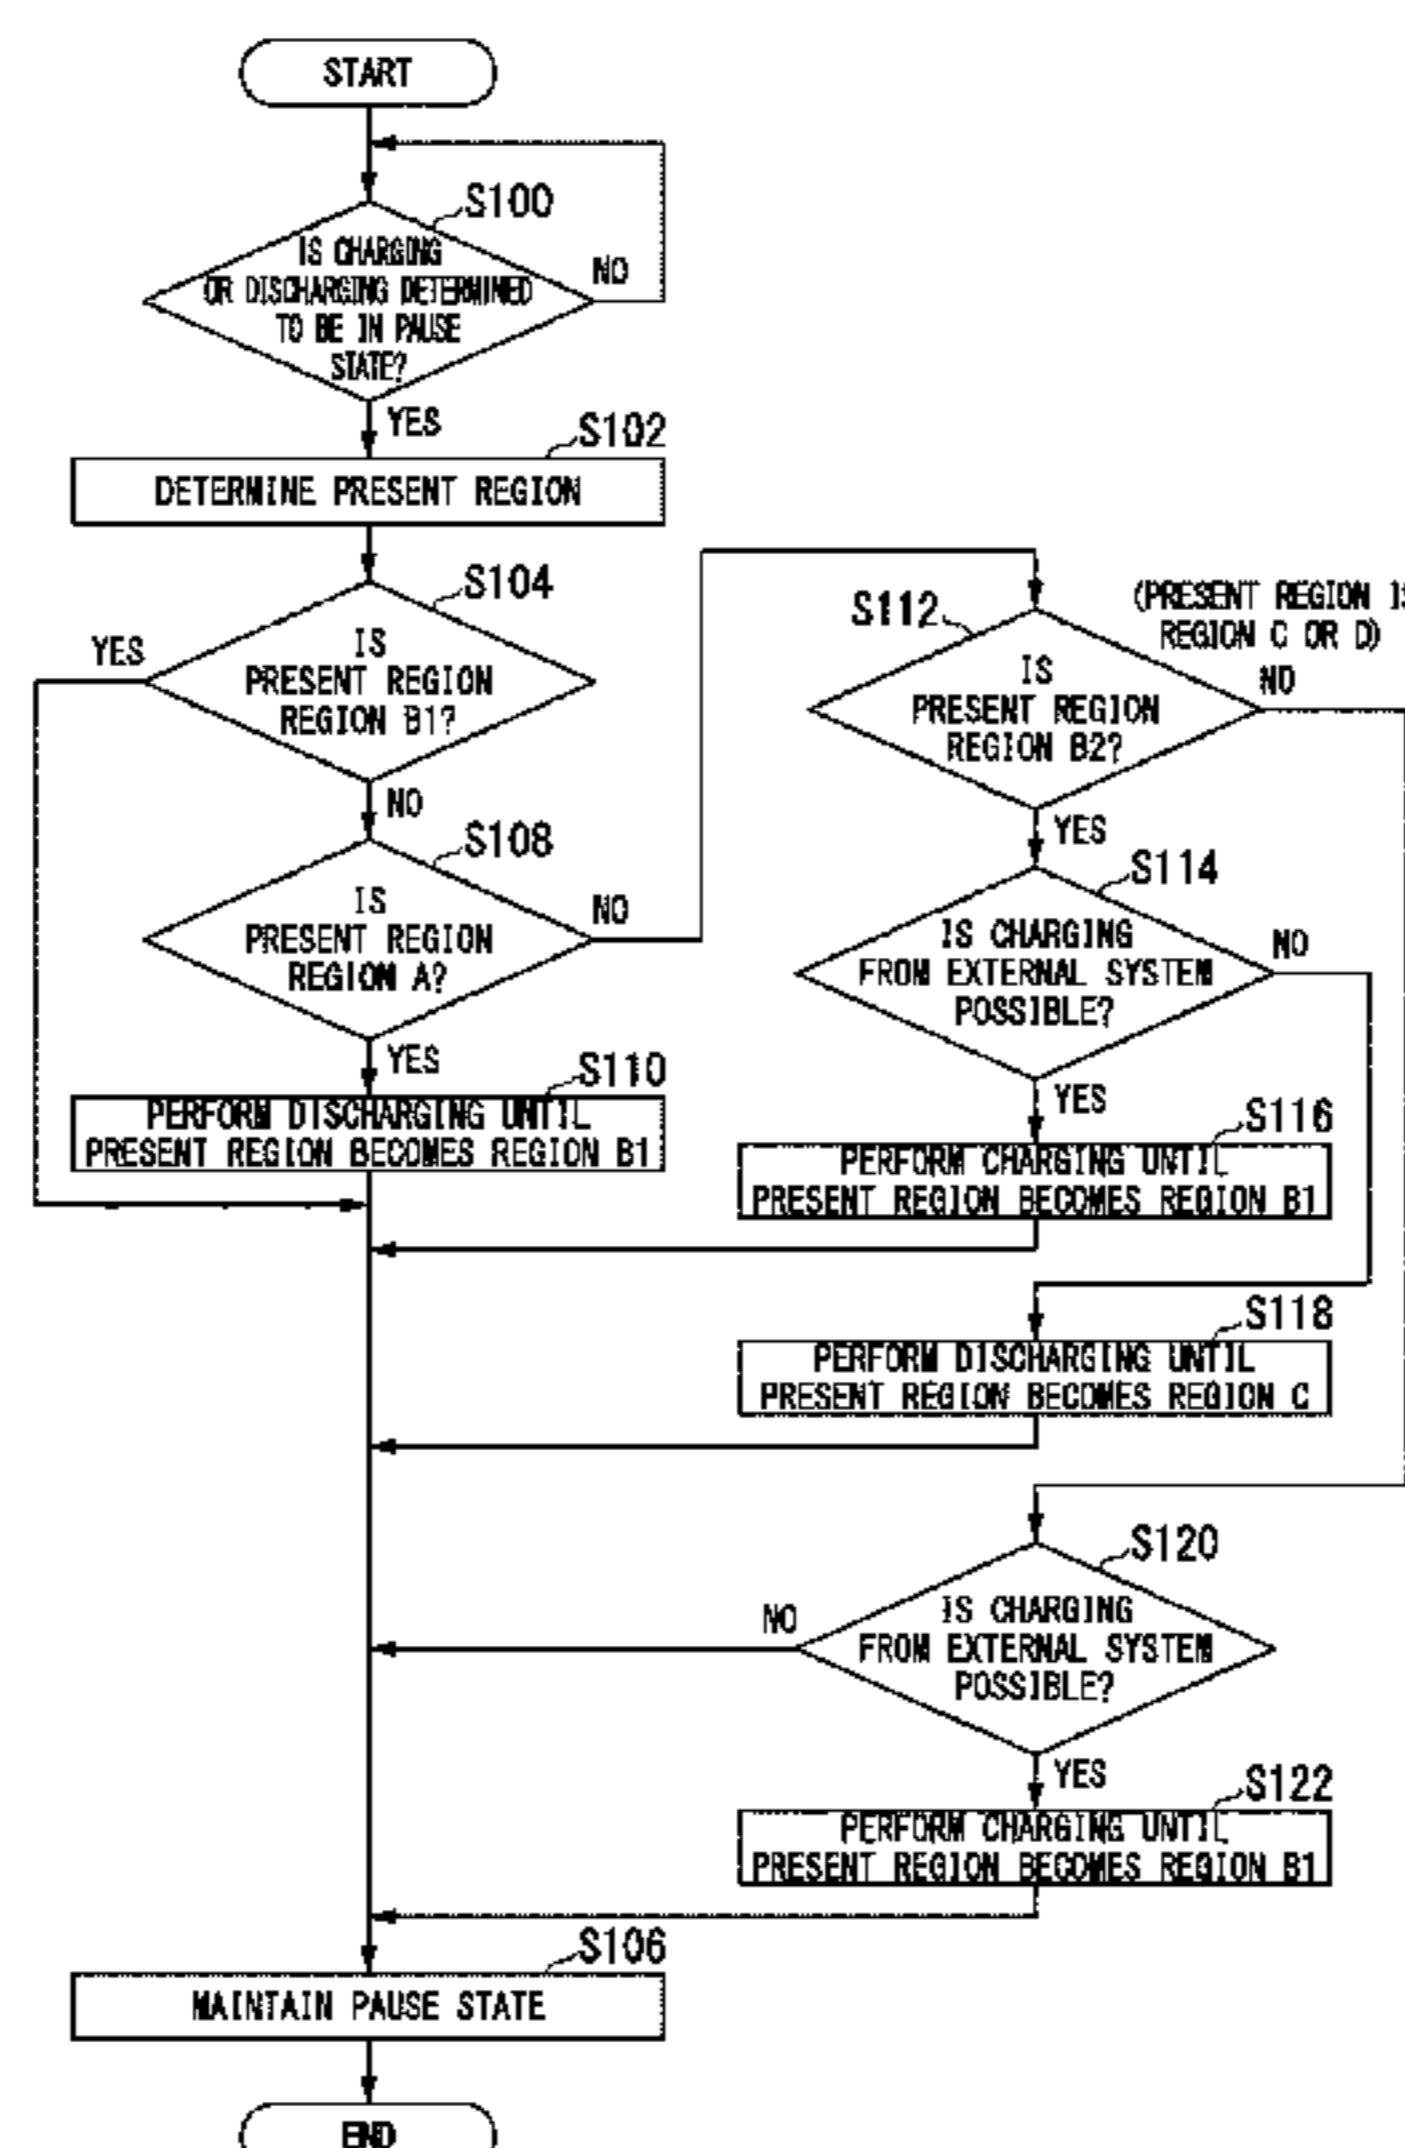 START
S100
IS CHARGING
OR DISCHARGING DETERMINED
TO BE IN PAUSE
STATE?
NO
YES
S102
DETERMINE PRESENT REGION
S104
IS
PRESENT REGION
REGION B1?
YES
NO
S108
IS
PRESENT REGION
REGION A?
NO
YES
S110
PERFORM DISCHARGING UNTIL
PRESENT REGION BECOMES REGION B1
S112
(PRESENT REGION IS
REGION C OR D)
IS
PRESENT REGION
REGION B2?
NO
YES
S114
IS CHARGING
FROM EXTERNAL SYSTEM
POSSIBLE?
NO
YES
S116
PERFORM CHARGING UNTIL
PRESENT REGION BECOMES REGION B1
S118
PERFORM DISCHARGING UNTIL
PRESENT REGION BECOMES REGION C
S120
IS CHARGING
FROM EXTERNAL SYSTEM
POSSIBLE?
NO
YES
S122
PERFORM CHARGING UNTIL
PRESENT REGION BECOMES REGION B1
S106
MAINTAIN PAUSE STATE
END